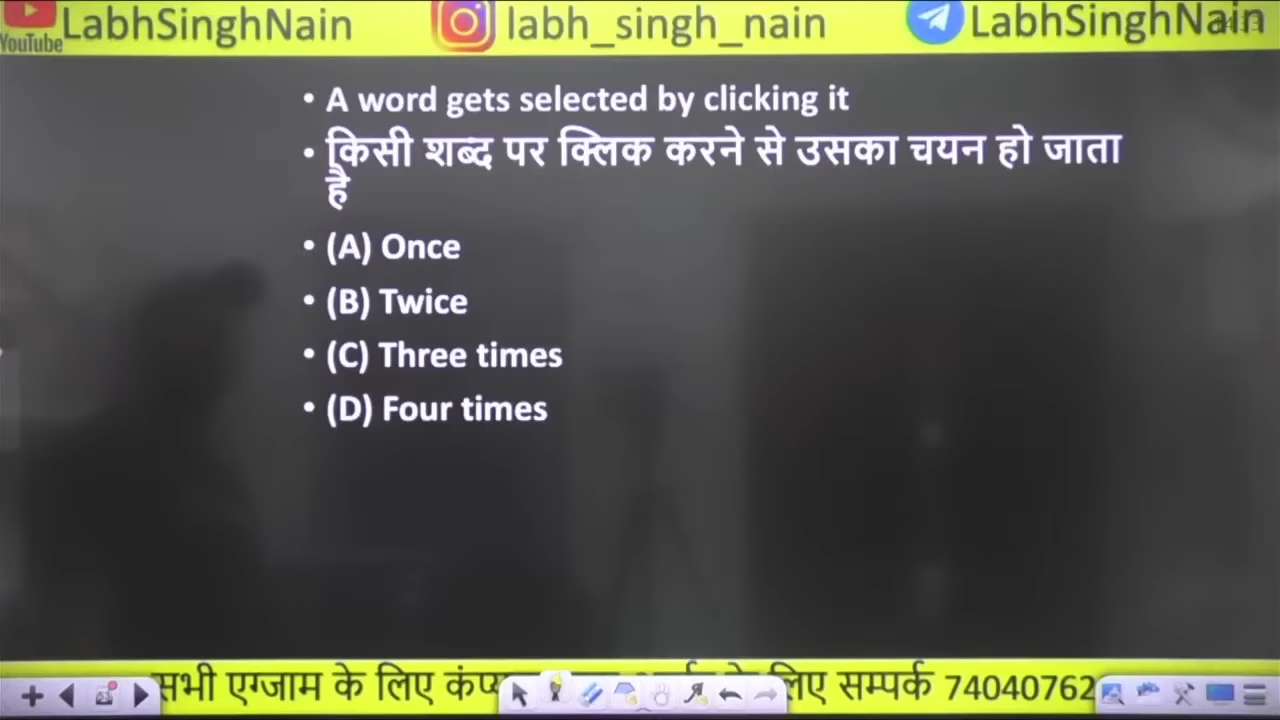 YouTube LabhSinghNain labh_singh_nain LabhSinghNain
• A word gets selected by clicking it
• किसी शब्द पर क्लिक करने से उसका चयन हो जाता
है
• (A) Once
• (B) Twice
• (C) Three times
• (D) Four times
सभी एग्जाम के लिए लिए सम्पर्क 74040762